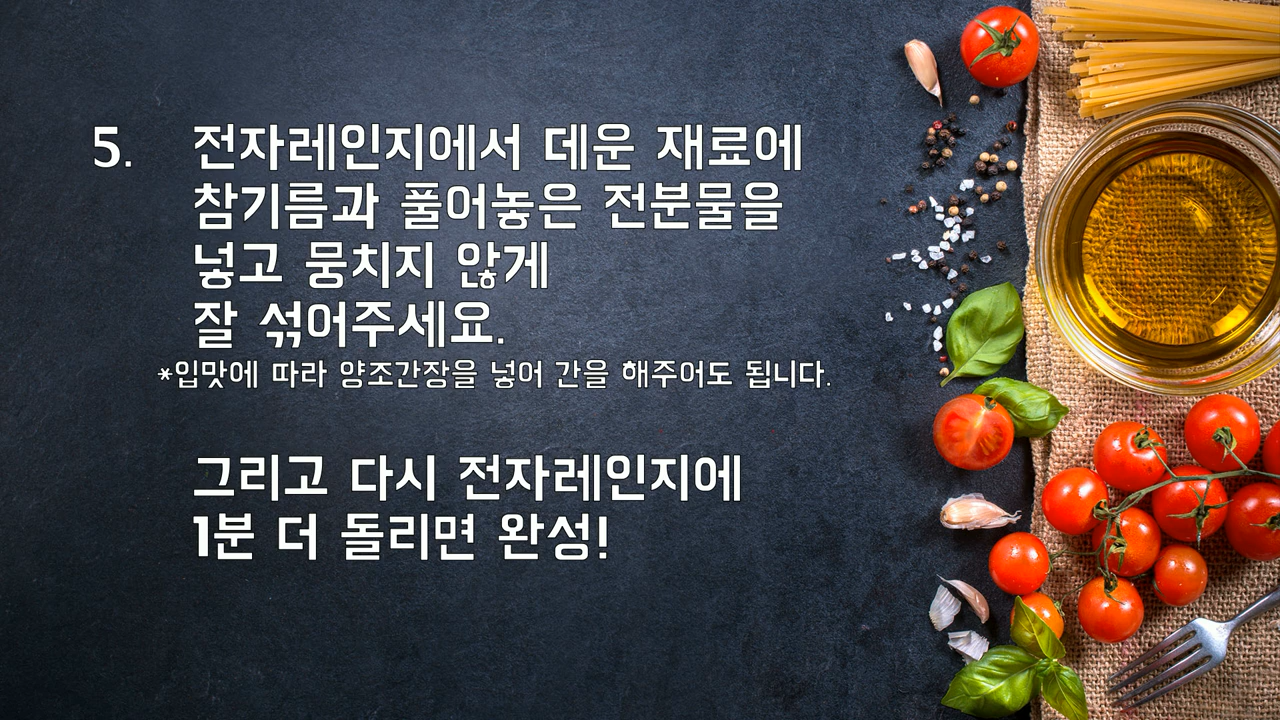 5. 전자레인지에서 데운 재료에
참기름과 풀어놓은 전분물을
넣고 뭉치지 않게
잘 섞어주세요.
*입맛에 따라 양조간장을 넣어 간을 해주어도 됩니다.
그리고 다시 전자레인지에
1분 더 돌리면 완성!